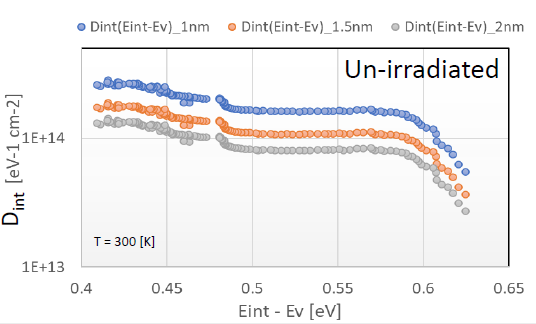 Dint(Eint-Ev)_1nm Dint(Eint-Ev)_1.5nm Dint(Eint-Ev)_2nm
Un-irradiated
Dint [eV-1 cm-2]
1E+14
T = 300 [K]
1E+13
0.4 0.45 0.5 0.55 0.6 0.65
Eint - Ev [eV]